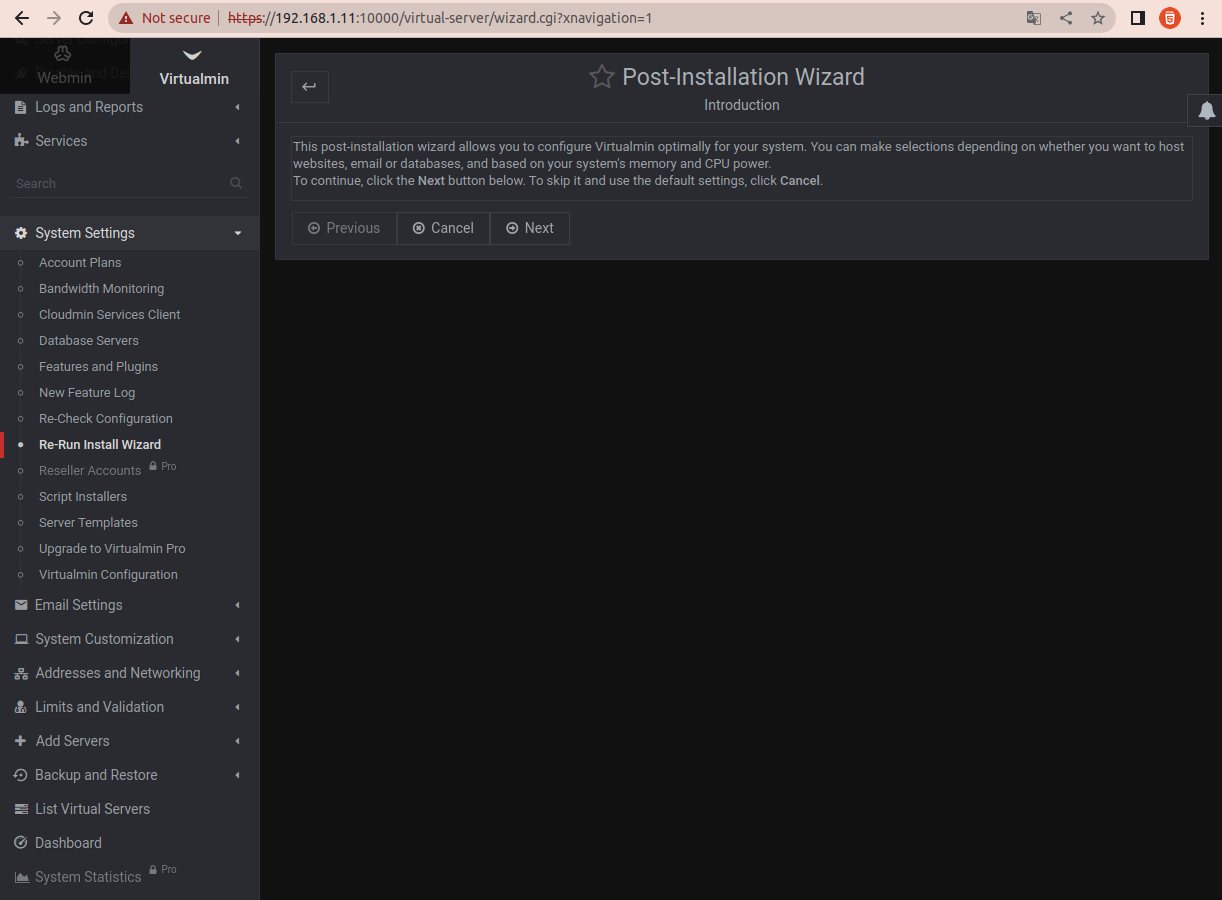 Not secure
https://192.168.1.11:10000/virtual-server/wizard.cgi?xnavigation=1
Webmin
Virtualmin
Logs and Reports
Services
Search
System Settings
Account Plans
Bandwidth Monitoring
Cloudmin Services Client
Database Servers
Features and Plugins
New Feature Log
Re-Check Configuration
Re-Run Install Wizard
Reseller Accounts Pro
Script Installers
Server Templates
Upgrade to Virtualmin Pro
Virtualmin Configuration
Email Settings
System Customization
Addresses and Networking
Limits and Validation
Add Servers
Backup and Restore
List Virtual Servers
Dashboard
System Statistics Pro
Post-Installation Wizard
Introduction
This post-installation wizard allows you to configure Virtualmin optimally for your system. You can make selections depending on whether you want to host
websites, email or databases, and based on your system's memory and CPU power.
To continue, click the Next button below. To skip it and use the default settings, click Cancel.
Previous
Cancel
Next